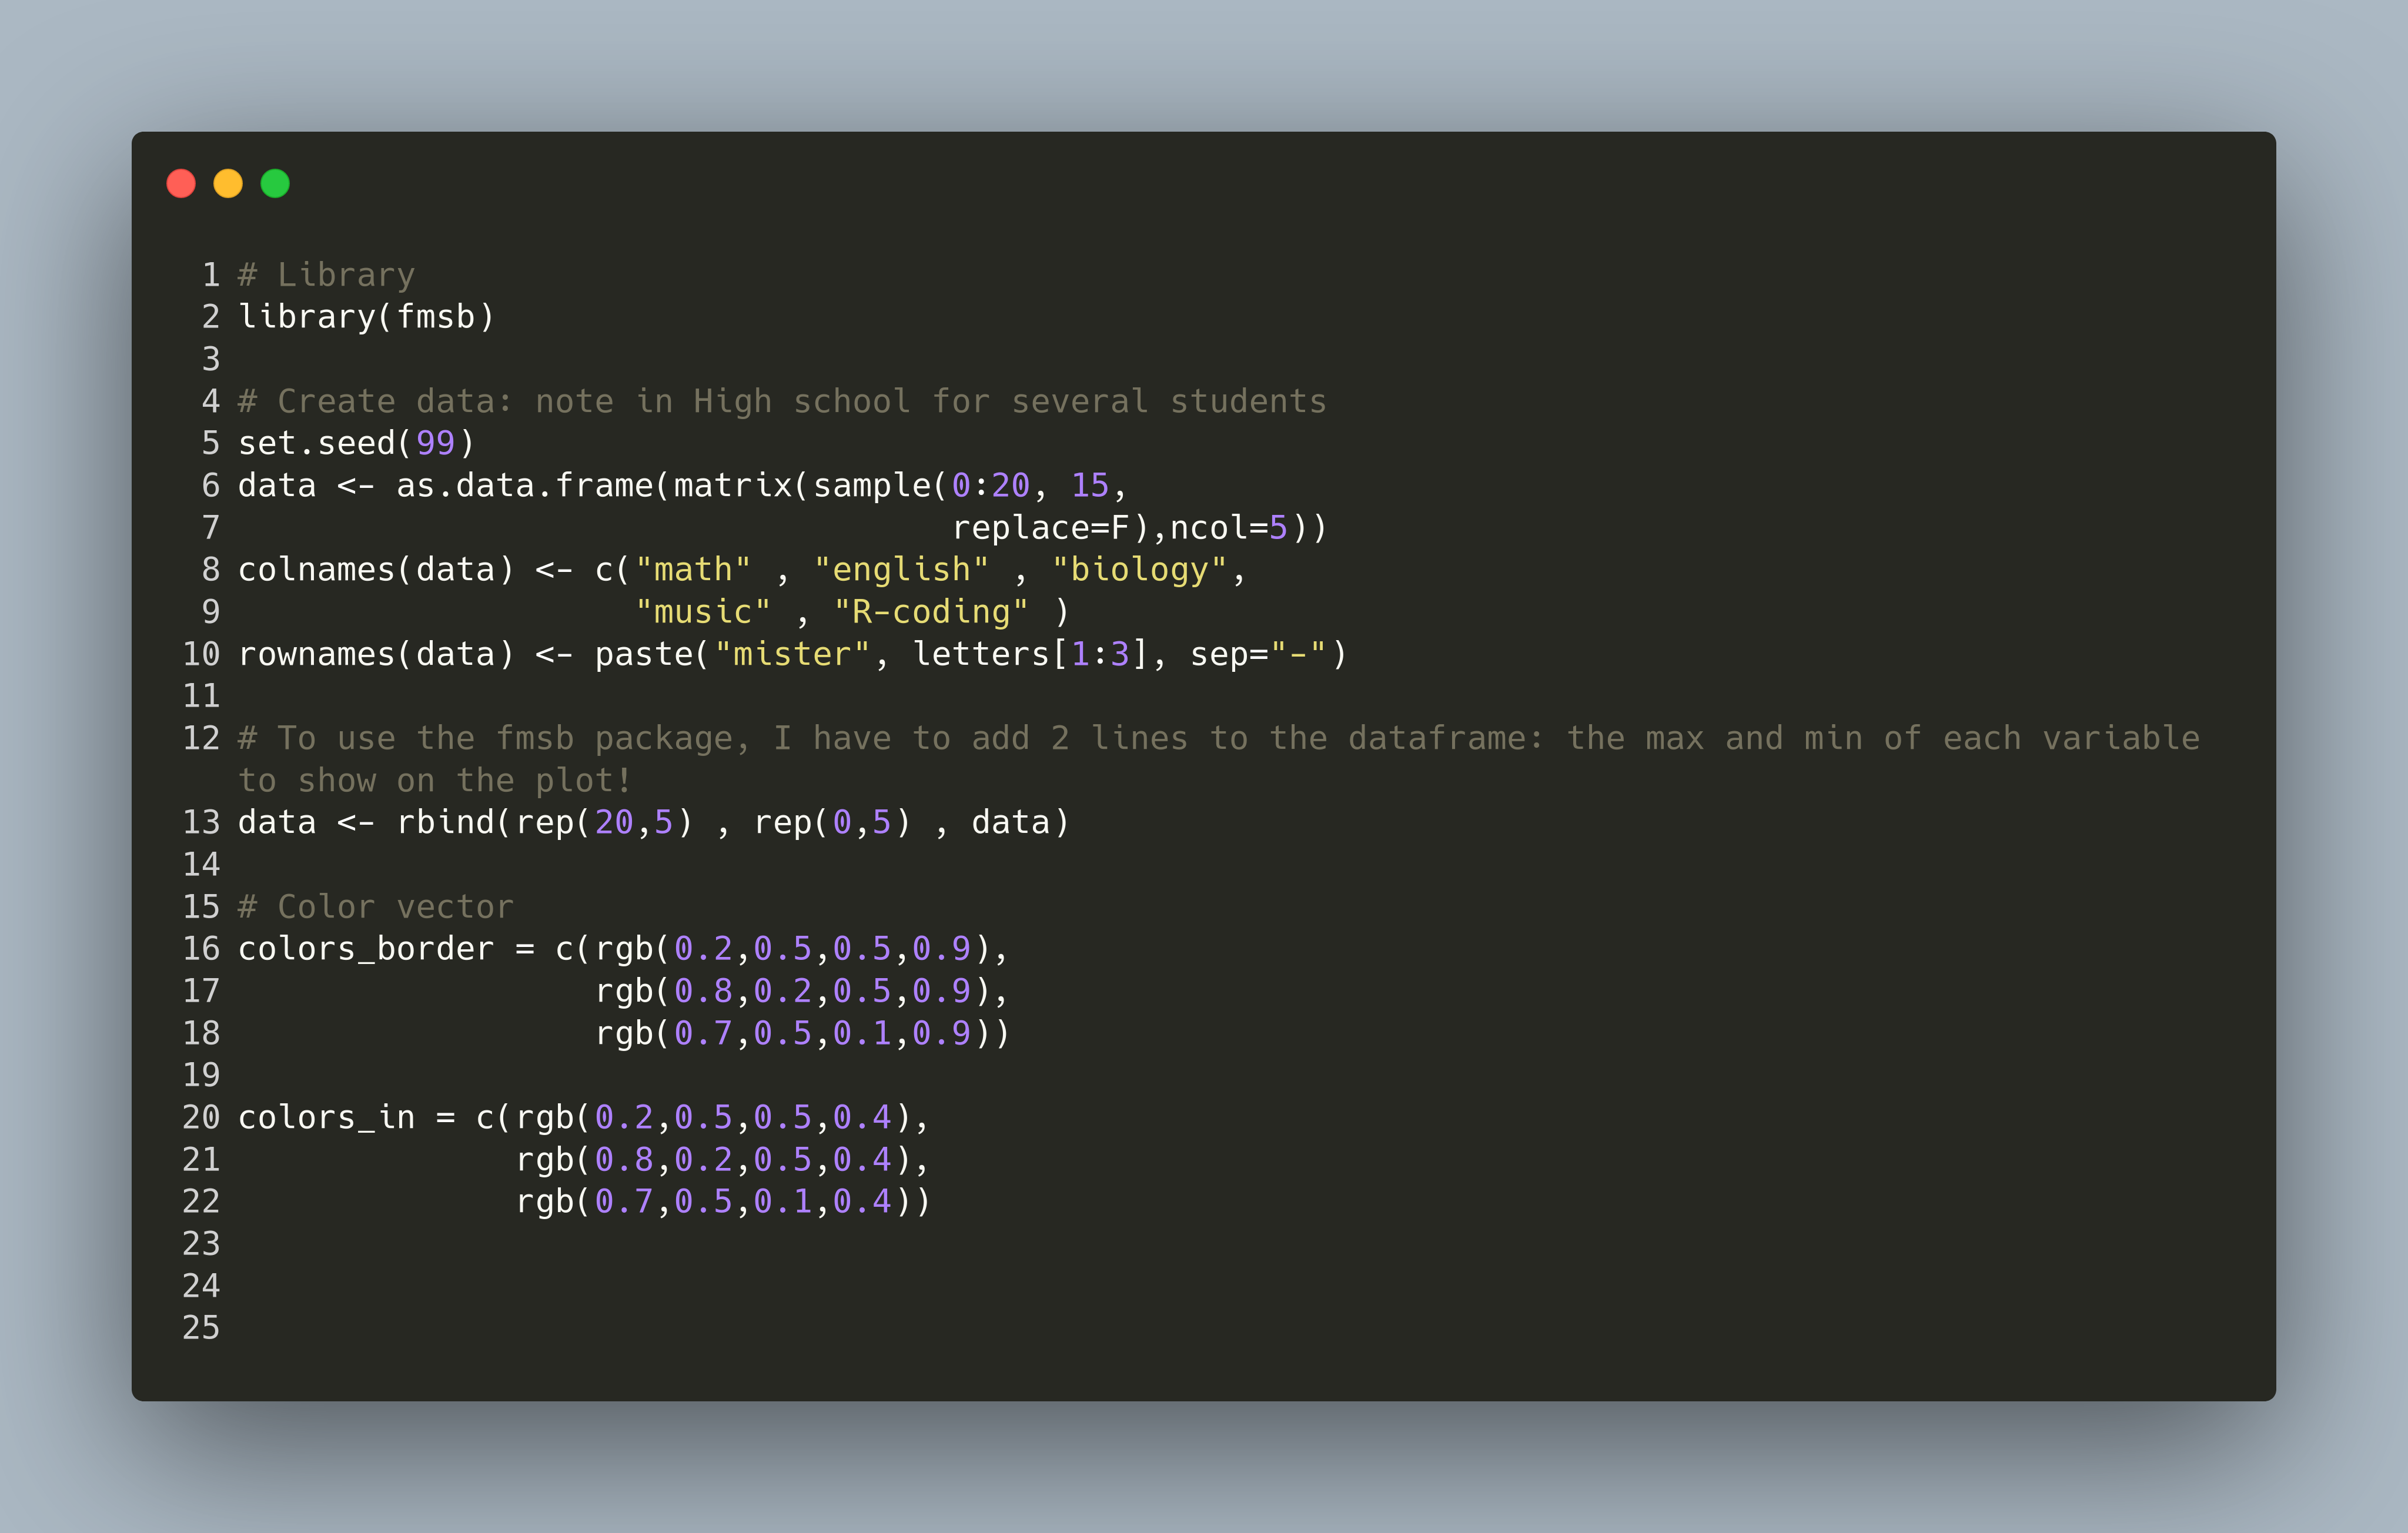 1 # Library
2 library(fmsb)
3
4 # Create data: note in High school for several students
5 set.seed(99)
6 data <- as.data.frame(matrix(sample(0:20, 15,
7                                     replace=F),ncol=5))
8 colnames(data) <- c("math" , "english" , "biology",
9                     "music" , "R-coding" )
10 rownames(data) <- paste("mister", letters[1:3], sep="-")
11
12 # To use the fmsb package, I have to add 2 lines to the dataframe: the max and min of each variable
to show on the plot!
13 data <- rbind(rep(20,5) , rep(0,5) , data)
14
15 # Color vector
16 colors_border = c(rgb(0.2,0.5,0.5,0.9),
17                   rgb(0.8,0.2,0.5,0.9),
18                   rgb(0.7,0.5,0.1,0.9))
19
20 colors_in = c(rgb(0.2,0.5,0.5,0.4),
21               rgb(0.8,0.2,0.5,0.4),
22               rgb(0.7,0.5,0.1,0.4))
23
24
25